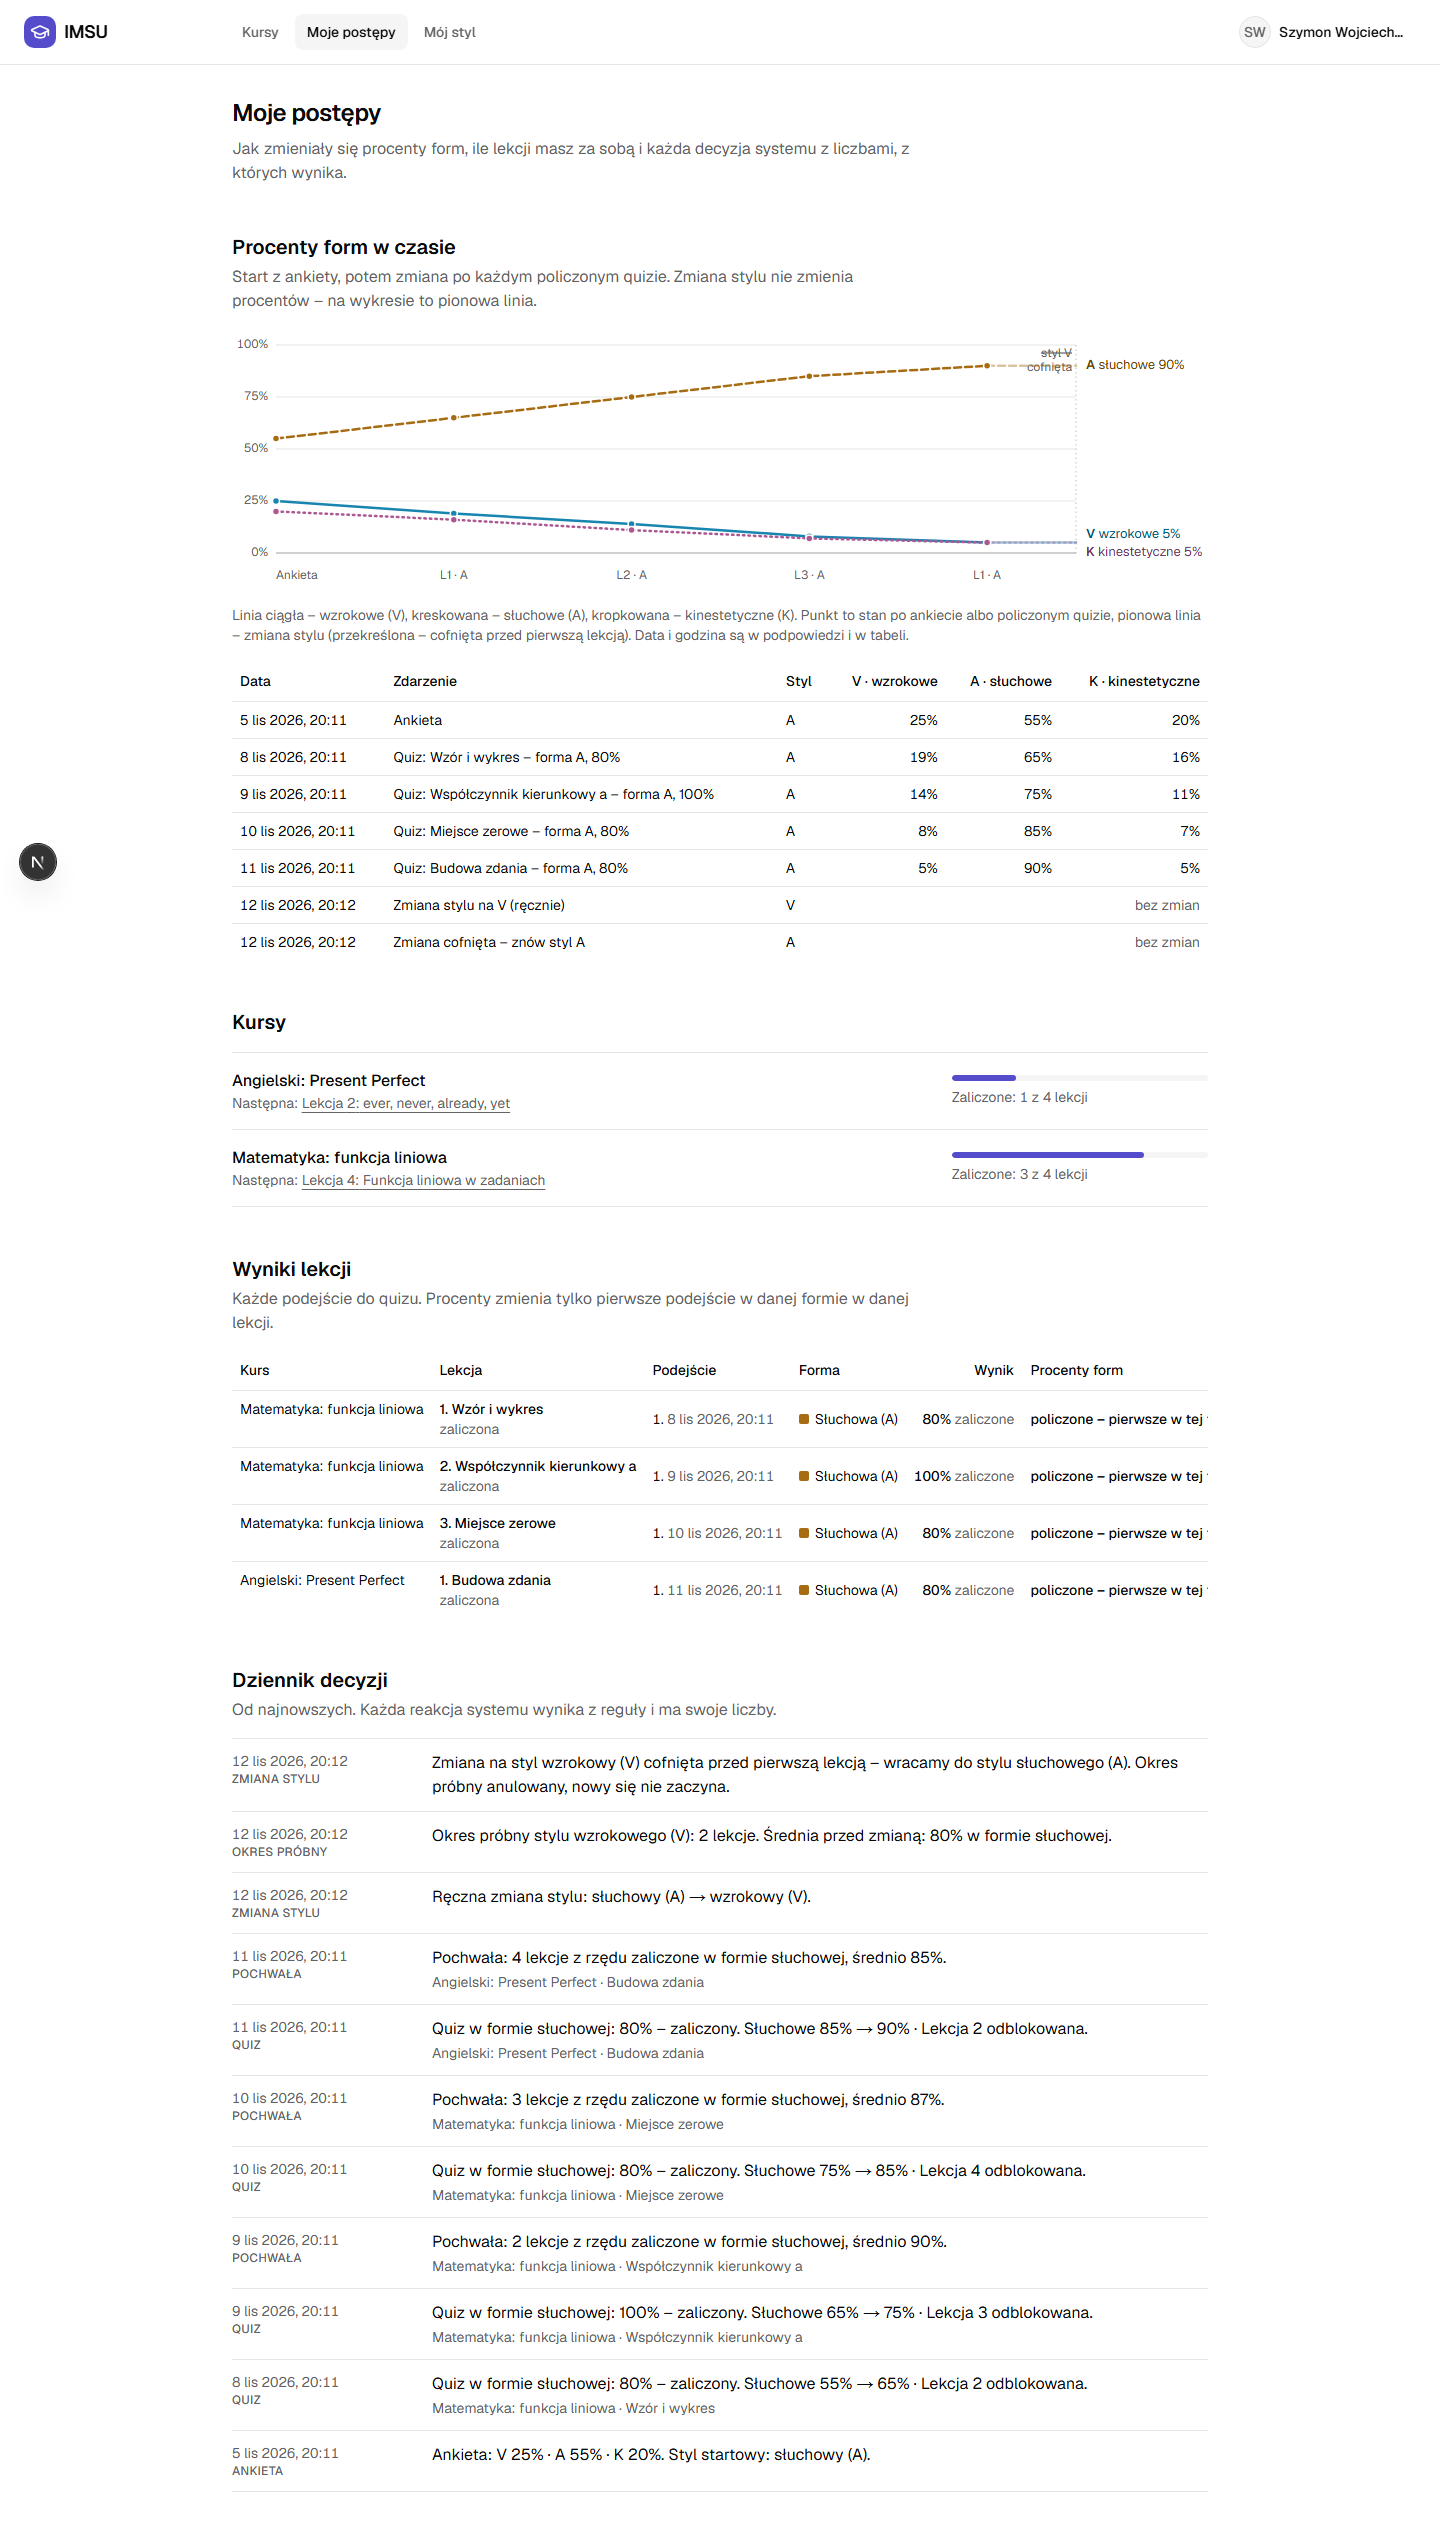 IMSU
Kursy
Moje postępy
Mój styl
SW
Szymon Wojciech...
Moje postępy
Jak zmieniały się procenty form, ile lekcji masz za sobą i każda decyzja systemu z liczbami, z
których wynika.
Procenty form w czasie
Start z ankiety, potem zmiana po każdym policzonym quizie. Zmiana stylu nie zmienia
procentów – na wykresie to pionowa linia.
100%
75%
50%
25%
0%
styl V
cofnięta
A słuchowe 90%
V wzrokowe 5%
K kinestetyczne 5%
Ankieta
L1 · A
L2 · A
L3 · A
L1 · A
Linia ciągła – wzrokowe (V), kreskowana – słuchowe (A), kropkowana – kinestetyczne (K). Punkt to stan po ankiecie albo policzonym quizie, pionowa linia
– zmiana stylu (przekreślona – cofnięta przed pierwszą lekcją). Data i godzina są w podpowiedzi i w tabeli.
Data Zdarzenie Styl V · wzrokowe A · słuchowe K · kinestetyczne
5 lis 2026, 20:11 Ankieta A 25% 55% 20%
8 lis 2026, 20:11 Quiz: Wzór i wykres – forma A, 80% A 19% 65% 16%
9 lis 2026, 20:11 Quiz: Współczynnik kierunkowy a – forma A, 100% A 14% 75% 11%
10 lis 2026, 20:11 Quiz: Miejsce zerowe – forma A, 80% A 8% 85% 7%
11 lis 2026, 20:11 Quiz: Budowa zdania – forma A, 80% A 5% 90% 5%
12 lis 2026, 20:12 Zmiana stylu na V (ręcznie) V bez zmian
12 lis 2026, 20:12 Zmiana cofnięta – znów styl A A bez zmian
N
Kursy
Angielski: Present Perfect
Następna: Lekcja 2: ever, never, already, yet
Zaliczone: 1 z 4 lekcji
Matematyka: funkcja liniowa
Następna: Lekcja 4: Funkcja liniowa w zadaniach
Zaliczone: 3 z 4 lekcji
Wyniki lekcji
Każde podejście do quizu. Procenty zmienia tylko pierwsze podejście w danej formie w danej
lekcji.
Kurs Lekcja Podejście Forma Wynik Procenty form
Matematyka: funkcja liniowa 1. Wzór i wykres
zaliczona
1. 8 lis 2026, 20:11 Słuchowa (A) 80% zaliczone policzone – pierwsze w tej
Matematyka: funkcja liniowa 2. Współczynnik kierunkowy a
zaliczona
1. 9 lis 2026, 20:11 Słuchowa (A) 100% zaliczone policzone – pierwsze w tej
Matematyka: funkcja liniowa 3. Miejsce zerowe
zaliczona
1. 10 lis 2026, 20:11 Słuchowa (A) 80% zaliczone policzone – pierwsze w tej
Angielski: Present Perfect 1. Budowa zdania
zaliczona
1. 11 lis 2026, 20:11 Słuchowa (A) 80% zaliczone policzone – pierwsze w tej
Dziennik decyzji
Od najnowszych. Każda reakcja systemu wynika z reguły i ma swoje liczby.
12 lis 2026, 20:12
ZMIANA STYLU
Zmiana na styl wzrokowy (V) cofnięta przed pierwszą lekcją – wracamy do stylu słuchowego (A). Okres
próbny anulowany, nowy się nie zaczyna.
12 lis 2026, 20:12
OKRES PRÓBNY
Okres próbny stylu wzrokowego (V): 2 lekcje. Średnia przed zmianą: 80% w formie słuchowej.
12 lis 2026, 20:12
ZMIANA STYLU
Ręczna zmiana stylu: słuchowy (A) → wzrokowy (V).
11 lis 2026, 20:11
POCHWAŁA
Pochwała: 4 lekcje z rzędu zaliczone w formie słuchowej, średnio 85%.
Angielski: Present Perfect · Budowa zdania
11 lis 2026, 20:11
QUIZ
Quiz w formie słuchowej: 80% – zaliczony. Słuchowe 85% → 90% · Lekcja 2 odblokowana.
Angielski: Present Perfect · Budowa zdania
10 lis 2026, 20:11
POCHWAŁA
Pochwała: 3 lekcje z rzędu zaliczone w formie słuchowej, średnio 87%.
Matematyka: funkcja liniowa · Miejsce zerowe
10 lis 2026, 20:11
QUIZ
Quiz w formie słuchowej: 80% – zaliczony. Słuchowe 75% → 85% · Lekcja 4 odblokowana.
Matematyka: funkcja liniowa · Miejsce zerowe
9 lis 2026, 20:11
POCHWAŁA
Pochwała: 2 lekcje z rzędu zaliczone w formie słuchowej, średnio 90%.
Matematyka: funkcja liniowa · Współczynnik kierunkowy a
9 lis 2026, 20:11
QUIZ
Quiz w formie słuchowej: 100% – zaliczony. Słuchowe 65% → 75% · Lekcja 3 odblokowana.
Matematyka: funkcja liniowa · Współczynnik kierunkowy a
8 lis 2026, 20:11
QUIZ
Quiz w formie słuchowej: 80% – zaliczony. Słuchowe 55% → 65% · Lekcja 2 odblokowana.
Matematyka: funkcja liniowa · Wzór i wykres
5 lis 2026, 20:11
ANKIETA
Ankieta: V 25% · A 55% · K 20%. Styl startowy: słuchowy (A).